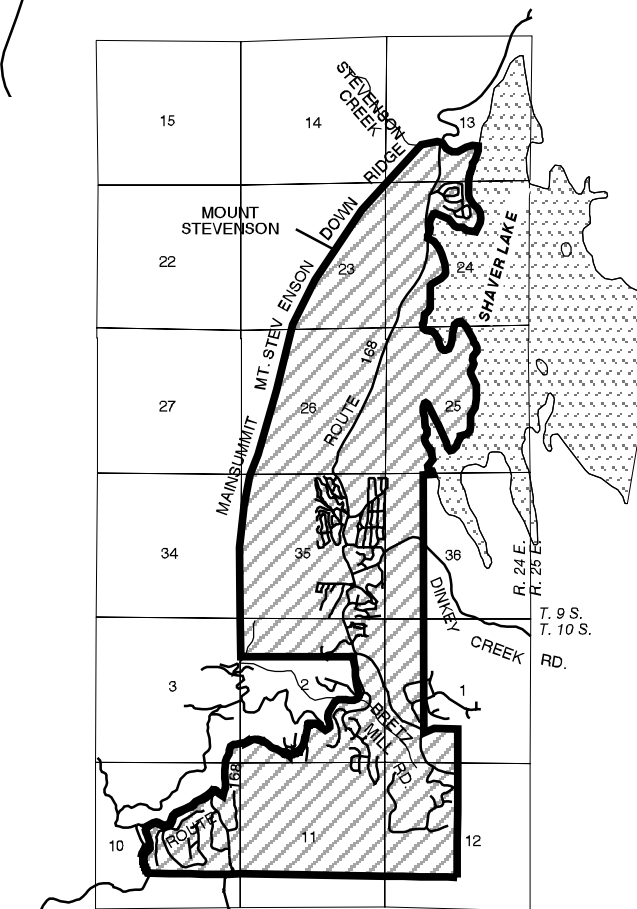 15
14
STEVENSON
CREEK
13
MOUNT
STEVENSON
MAINSUMMIT MT. STEV ENSON DOWN RIDGE
22
23
24
SHAVER LAKE
27
26
25
ROUTE 168
34
35
36
R. 24 E.
R. 25 E.
T. 9 S.
T. 10 S.
DINKEY CREEK RD.
3
2
1
BRETZ
MILL RD.
ROUTE 168
10
11
12